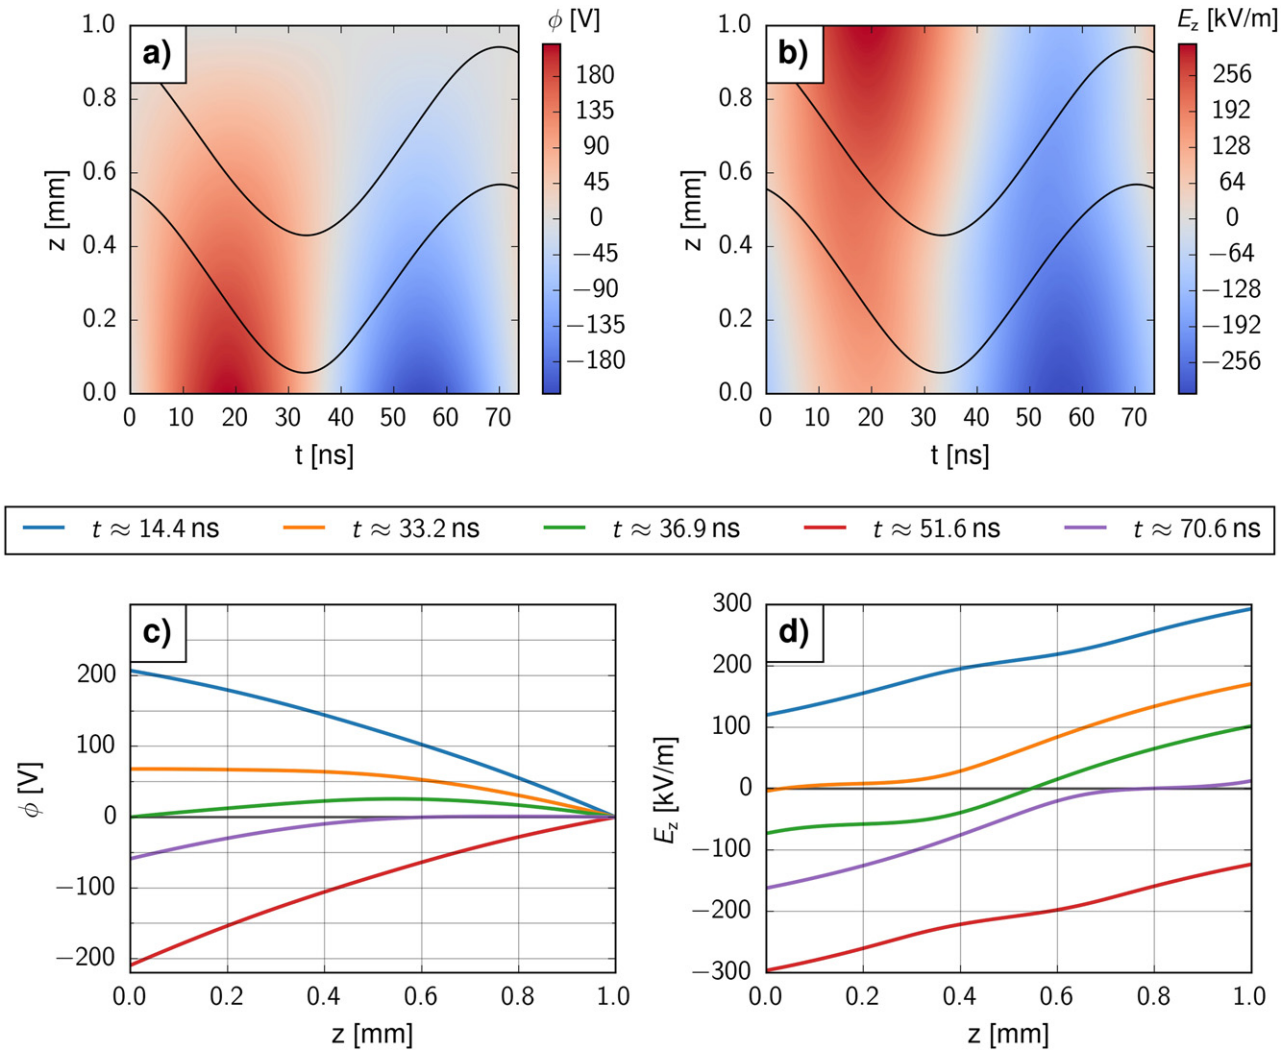 a)
z [mm]
1.0
0.8
0.6
0.4
0.2
0.0
0 10 20 30 40 50 60 70
t [ns]
ϕ [V]
180
135
90
45
0
−45
−90
−135
−180
b)
z [mm]
1.0
0.8
0.6
0.4
0.2
0.0
0 10 20 30 40 50 60 70
t [ns]
E_z [kV/m]
256
192
128
64
0
−64
−128
−192
−256
t ≈ 14.4 ns t ≈ 33.2 ns t ≈ 36.9 ns t ≈ 51.6 ns t ≈ 70.6 ns
c)
ϕ [V]
200
100
0
−100
−200
0.0 0.2 0.4 0.6 0.8 1.0
z [mm]
d)
E_z [kV/m]
300
200
100
0
−100
−200
−300
0.0 0.2 0.4 0.6 0.8 1.0
z [mm]